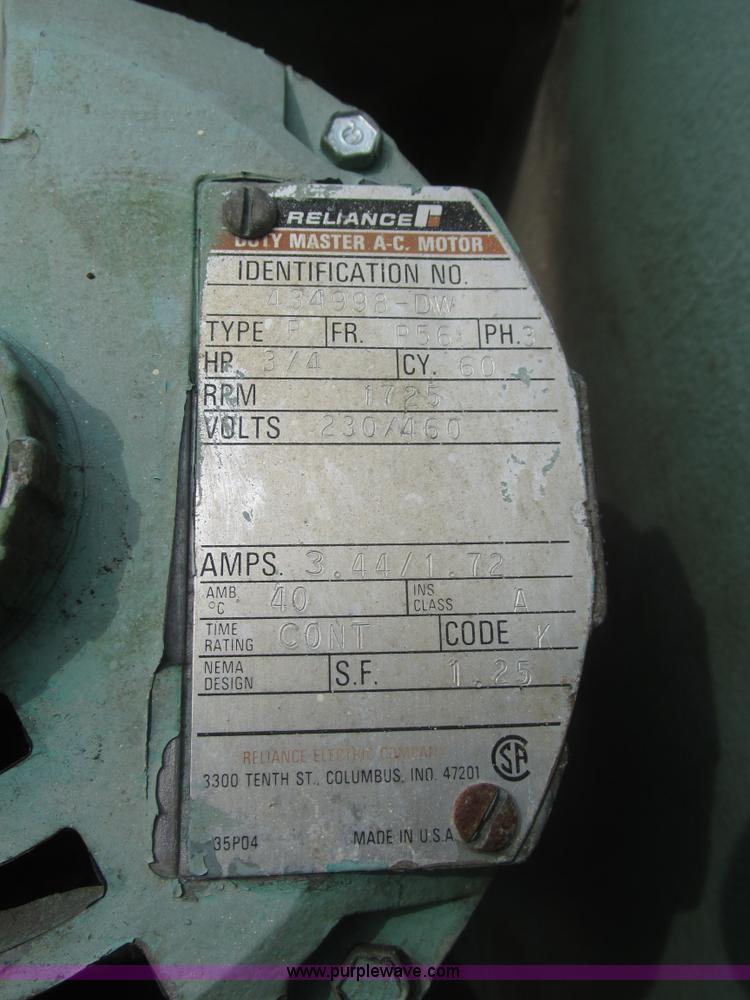 RELIANCE
DUTY MASTER A-C. MOTOR
IDENTIFICATION NO.
434998-DW
TYPE P FR. P56 PH. 3
HP. 3/4 CY. 60
RPM 1725
VOLTS 230/460
AMPS. 3.44/1.72
AMB. °C 40 INS CLASS A
TIME RATING CONT CODE K
NEMA DESIGN S.F. 1.25
RELIANCE ELECTRIC COMPANY
3300 TENTH ST., COLUMBUS, IND. 47201
35P04 MADE IN U.S.A.
www.purplewave.com